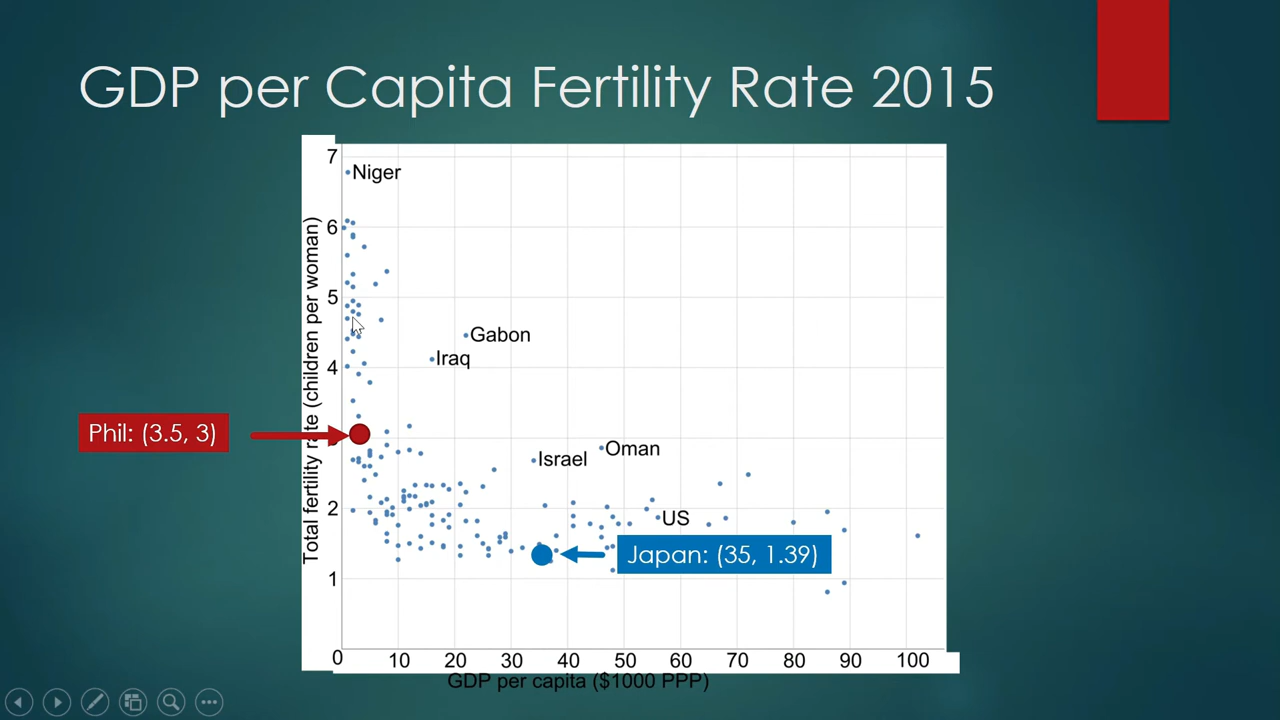 GDP per Capita Fertility Rate 2015
Total fertility rate (children per woman)
7
6
5
4
2
1
0
Niger
Gabon
Iraq
Phil: (3.5, 3)
Oman
Israel
US
Japan: (35, 1.39)
10 20 30 40 50 60 70 80 90 100
GDP per capita ($1000 PPP)